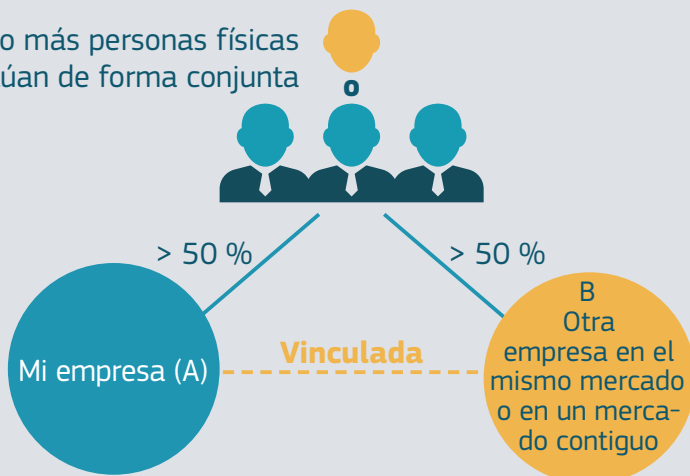 o más personas físicas
úan de forma conjunta
o
> 50 %
> 50 %
Mi empresa (A)
Vinculada
B
Otra
empresa en el
mismo mercado
o en un merca-
do contiguo